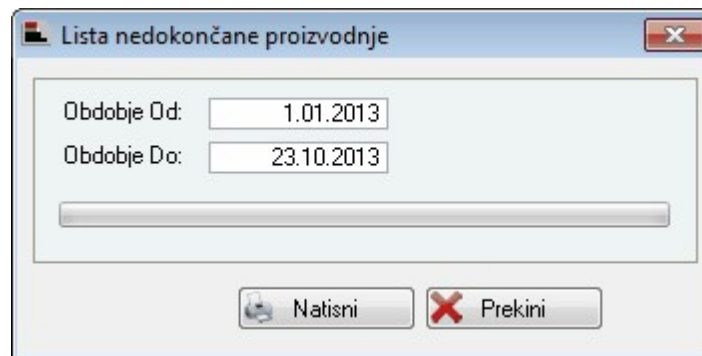 Lista nedokončane proizvodnje
Obdobje Od: 1.01.2013
Obdobje Do: 23.10.2013
Natisni Prekini